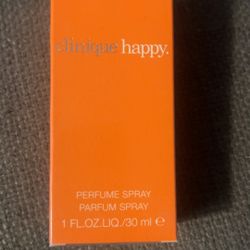 clinique happy.
PERFUME SPRAY
PARFUM SPRAY
1 FL.OZ.LIQ./30 ml ℮